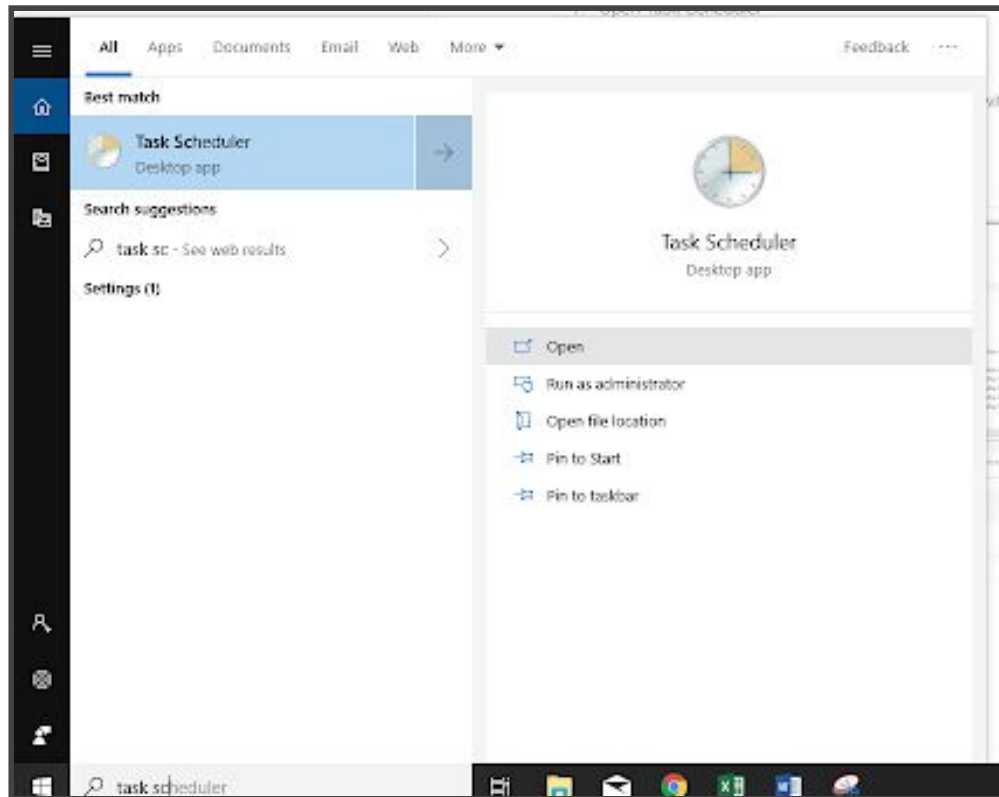 All Apps Documents Email Web More Feedback ...
Best match
Task Scheduler
Desktop app
Search suggestions
task sc - See web results
Settings (1)
Task Scheduler
Desktop app
Open
Run as administrator
Open file location
Pin to Start
Pin to taskbar
task scheduler